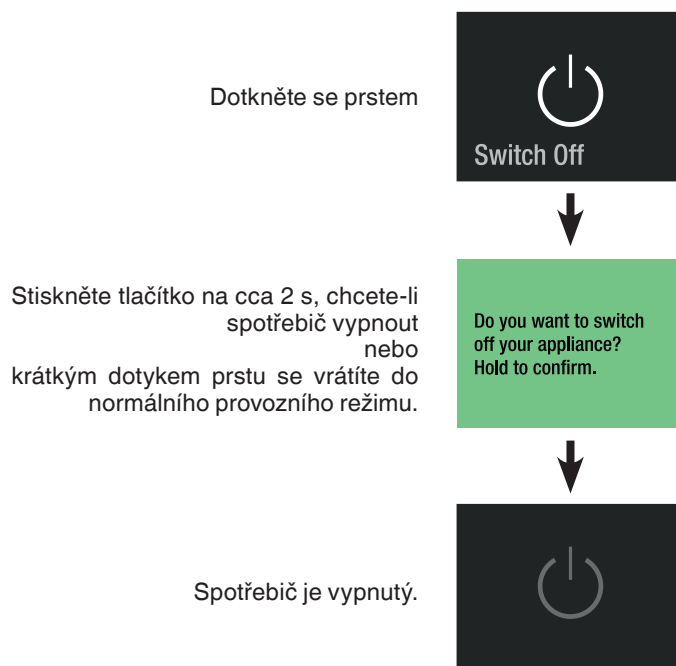 Dotkněte se prstem
Switch Off
Stiskněte tlačítko na cca 2 s, chcete-li
spotřebič vypnout
nebo
krátkým dotykem prstu se vrátíte do
normálního provozního režimu.
Do you want to switch
off your appliance?
Hold to confirm.
Spotřebič je vypnutý.